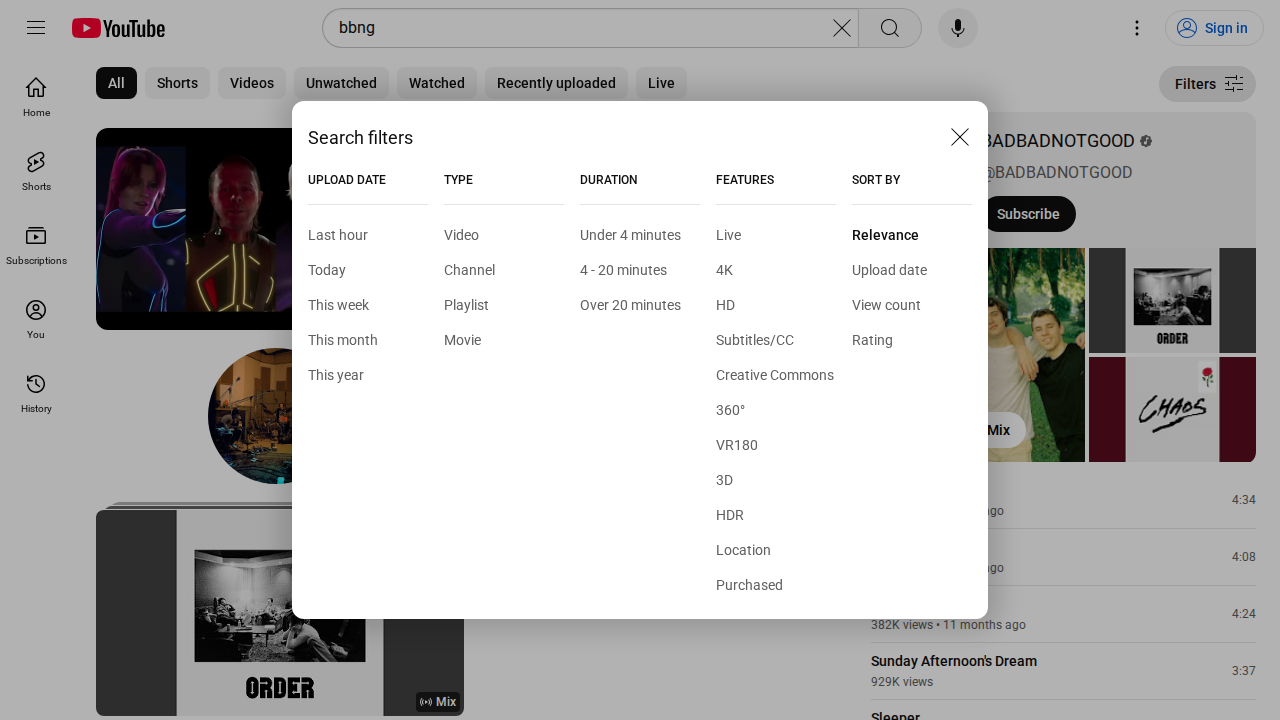 YouTube
bbng
Sign in
All
Shorts
Videos
Unwatched
Watched
Recently uploaded
Live
Filters
Home
Shorts
Subscriptions
You
History
Search filters
UPLOAD DATE
Last hour
Today
This week
This month
This year
TYPE
Video
Channel
Playlist
Movie
DURATION
Under 4 minutes
4 - 20 minutes
Over 20 minutes
FEATURES
Live
4K
HD
Subtitles/CC
Creative Commons
360°
VR180
3D
HDR
Location
Purchased
SORT BY
Relevance
Upload date
View count
Rating
BADBADNOTGOOD
@BADBADNOTGOOD
Subscribe
ORDER
CHAOS
Mix
4:34
ago
4:08
ago
4:24
382K views • 11 months ago
Sunday Afternoon's Dream
3:37
929K views
Sleeper
ORDER
Mix